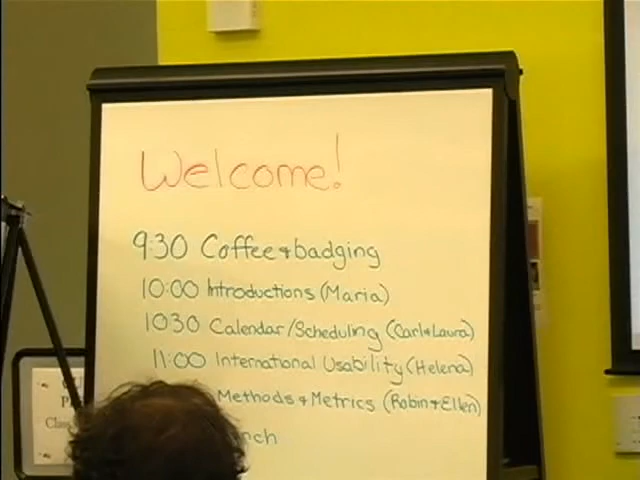 Welcome!
9:30 Coffee + badging
10:00 Introductions (Maria)
10:30 Calendar/Scheduling (Carl + Laura)
11:00 International Usability (Helena)
Methods + Metrics (Robin + Ellen)
nch